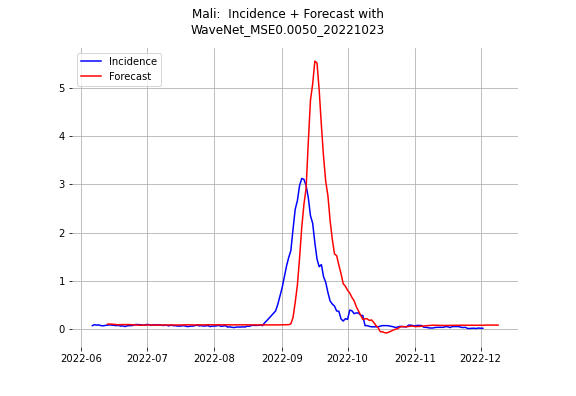 Mali:  Incidence + Forecast with
WaveNet_MSE0.0050_20221023
Incidence
Forecast
5
4
3
2
1
0
2022-06 2022-07 2022-08 2022-09 2022-10 2022-11 2022-12